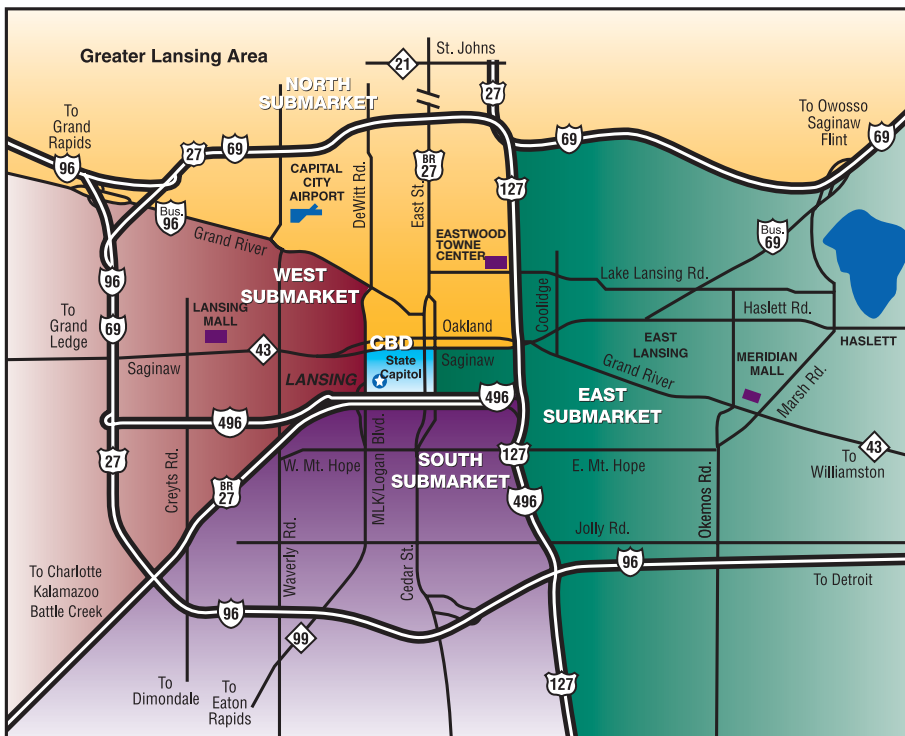 Greater Lansing Area
St. Johns
21
27
NORTH
SUBMARKET
To
Grand
Rapids
96
27
69
To Owosso
Saginaw
Flint
69
69
CAPITAL
CITY
AIRPORT
DeWitt Rd.
BR
27
East St.
127
Bus.
96
Grand River
EASTWOOD
TOWNE
CENTER
Bus.
69
WEST
SUBMARKET
96
Lake Lansing Rd.
Coolidge
To
Grand
Ledge
69
LANSING
MALL
Haslett Rd.
Oakland
CBD
State
Capitol
Saginaw
43
Saginaw
EAST
LANSING
HASLETT
MERIDIAN
MALL
Grand River
Marsh Rd.
LANSING
496
496
EAST
SUBMARKET
43
To
Williamston
27
Creyts Rd.
BR
27
W. Mt. Hope
MLK/Logan Blvd.
SOUTH
SUBMARKET
127
E. Mt. Hope
496
Okemos Rd.
Waverly Rd.
Jolly Rd.
Cedar St.
96
To Charlotte
Kalamazoo
Battle Creek
To Detroit
96
99
127
To
Dimondale
To
Eaton
Rapids